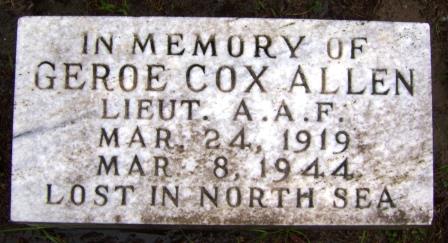 IN MEMORY OF
GEROE COX ALLEN
LIEUT. A.A.F.
MAR. 24, 1919
MAR. 8, 1944
LOST IN NORTH SEA